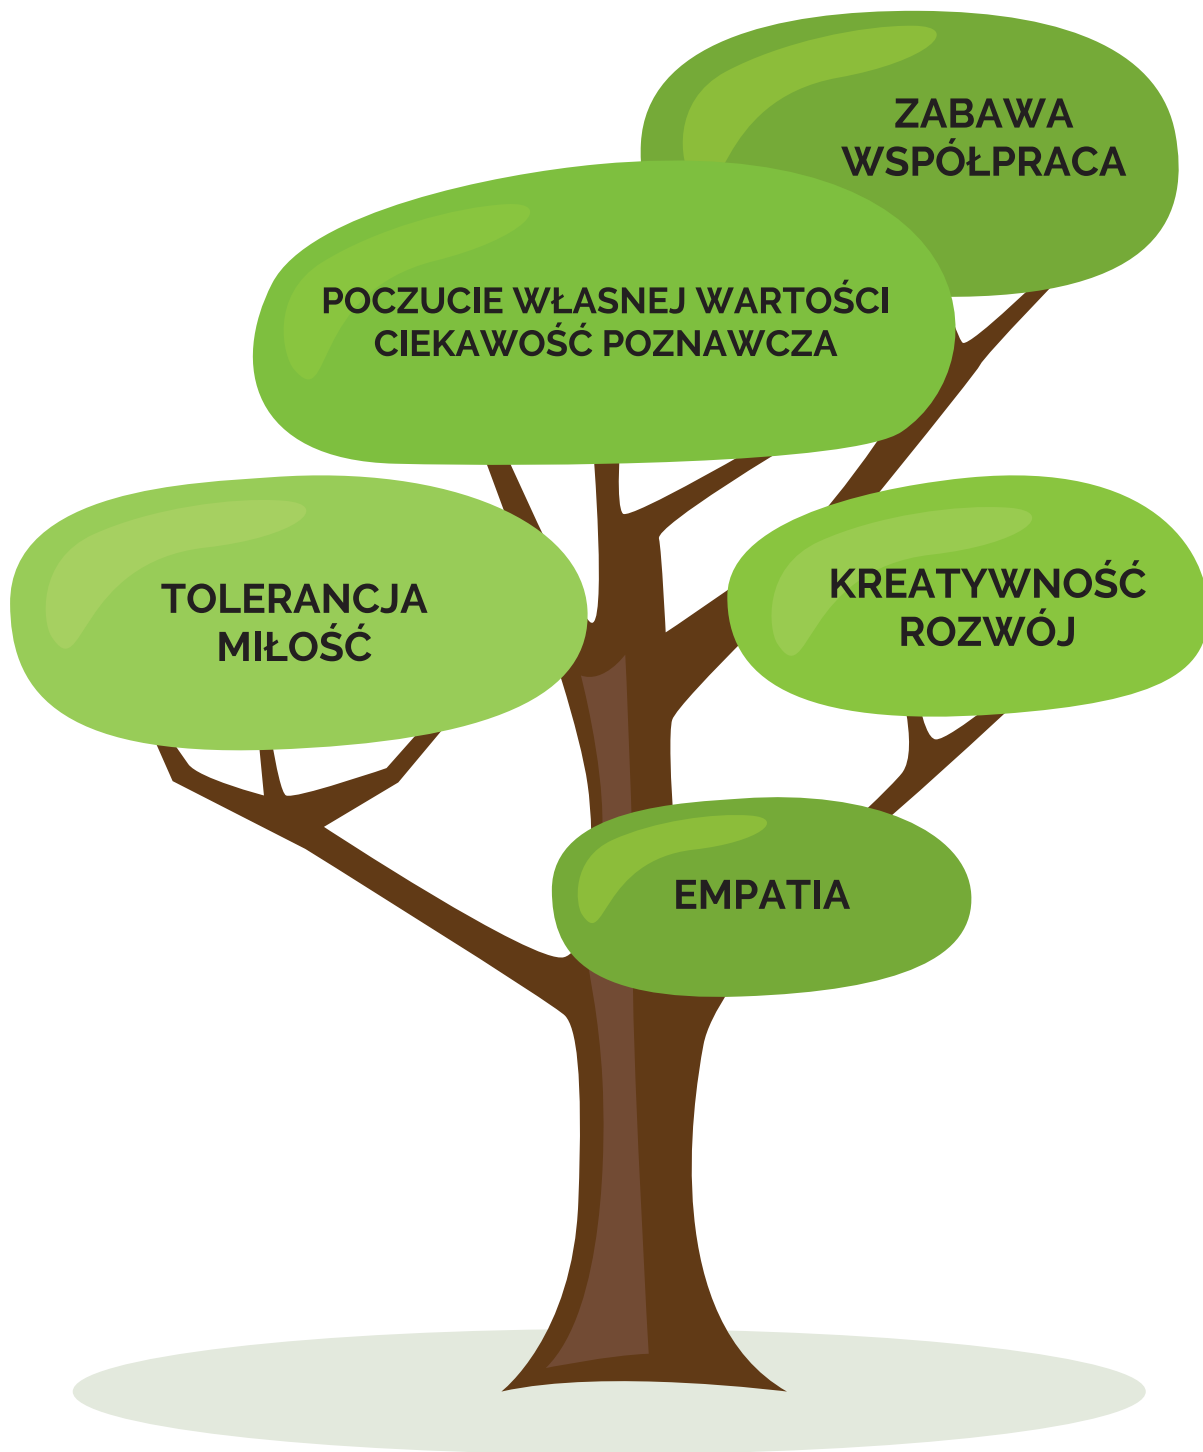 ZABAWA
WSPÓŁPRACA
POCZUCIE WŁASNEJ WARTOŚCI
CIEKAWOŚĆ POZNAWCZA
TOLERANCJA
MIŁOŚĆ
KREATYWNOŚĆ
ROZWÓJ
EMPATIA